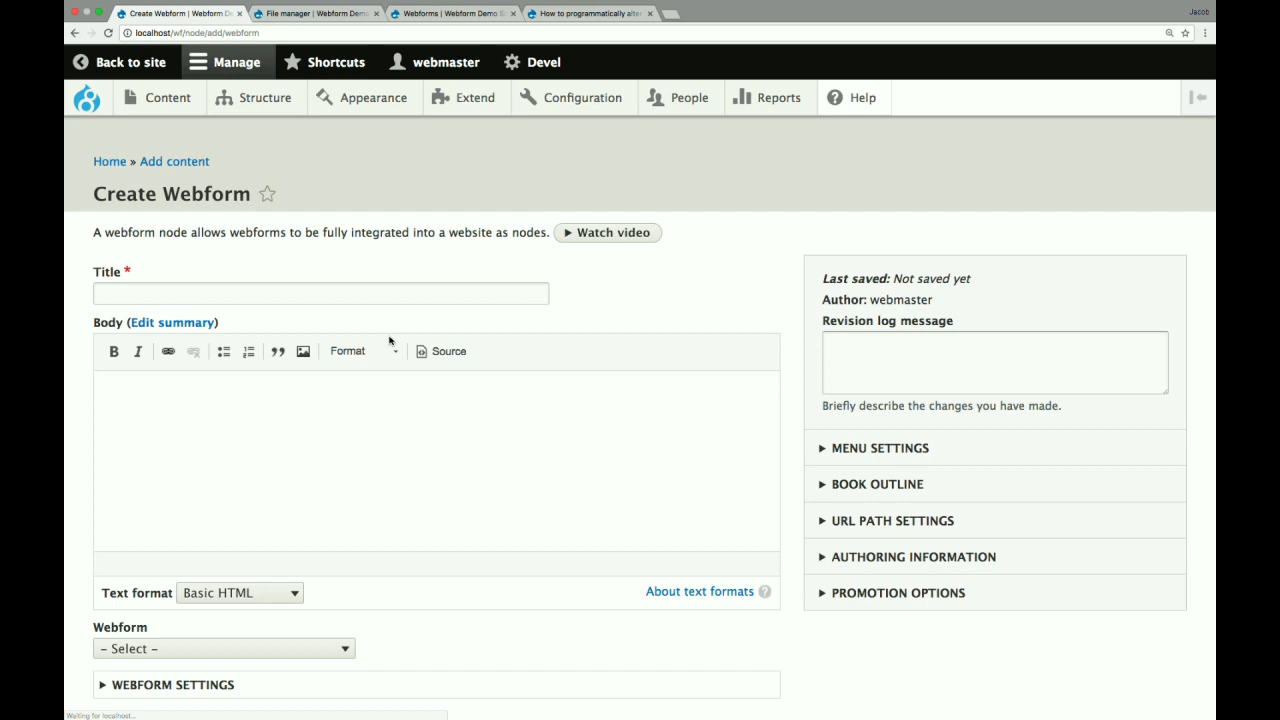 Create Webform | Webform De
File manager | Webform Demo
Webforms | Webform Demo S
How to programmatically alter
Jacob
localhost/wf/node/add/webform
Back to site
Manage
Shortcuts
webmaster
Devel
Content
Structure
Appearance
Extend
Configuration
People
Reports
Help
Home » Add content
Create Webform
A webform node allows webforms to be fully integrated into a website as nodes.
Watch video
Title *
Body (Edit summary)
B I
Format
Source
Text format
Basic HTML
About text formats
Webform
– Select –
WEBFORM SETTINGS
Last saved: Not saved yet
Author: webmaster
Revision log message
Briefly describe the changes you have made.
MENU SETTINGS
BOOK OUTLINE
URL PATH SETTINGS
AUTHORING INFORMATION
PROMOTION OPTIONS
Waiting for localhost...